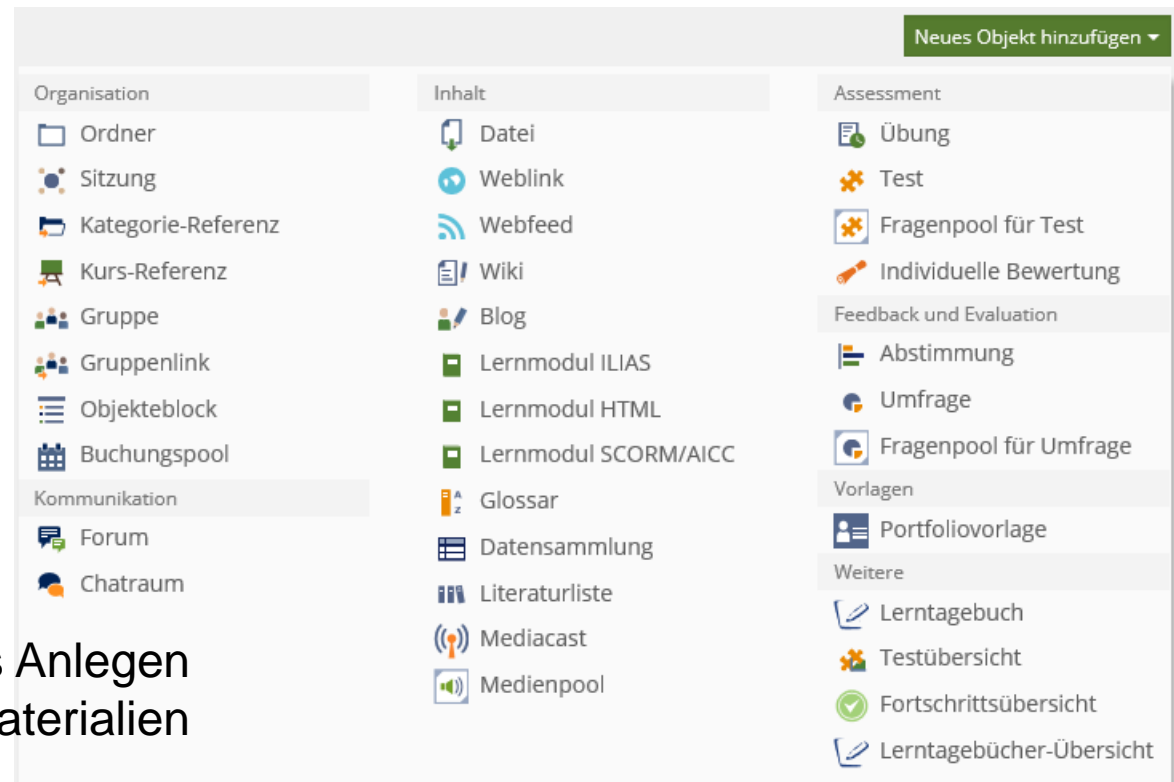 Neues Objekt hinzufügen
Organisation
Ordner
Sitzung
Kategorie-Referenz
Kurs-Referenz
Gruppe
Gruppenlink
Objekteblock
Buchungspool
Kommunikation
Forum
Chatraum
Anlegen
Inhalt
Datei
Weblink
Webfeed
Wiki
Blog
Lernmodul ILIAS
Lernmodul HTML
Lernmodul SCORM/AICC
Glossar
Datensammlung
Literaturliste
Mediacast
Medienpool
Assessment
Übung
Test
Fragenpool für Test
Individuelle Bewertung
Feedback und Evaluation
Abstimmung
Umfrage
Fragenpool für Umfrage
Vorlagen
Portfoliovorlage
Weitere
Lerntagebuch
Testübersicht
Fortschrittsübersicht
Lerntagebücher-Übersicht